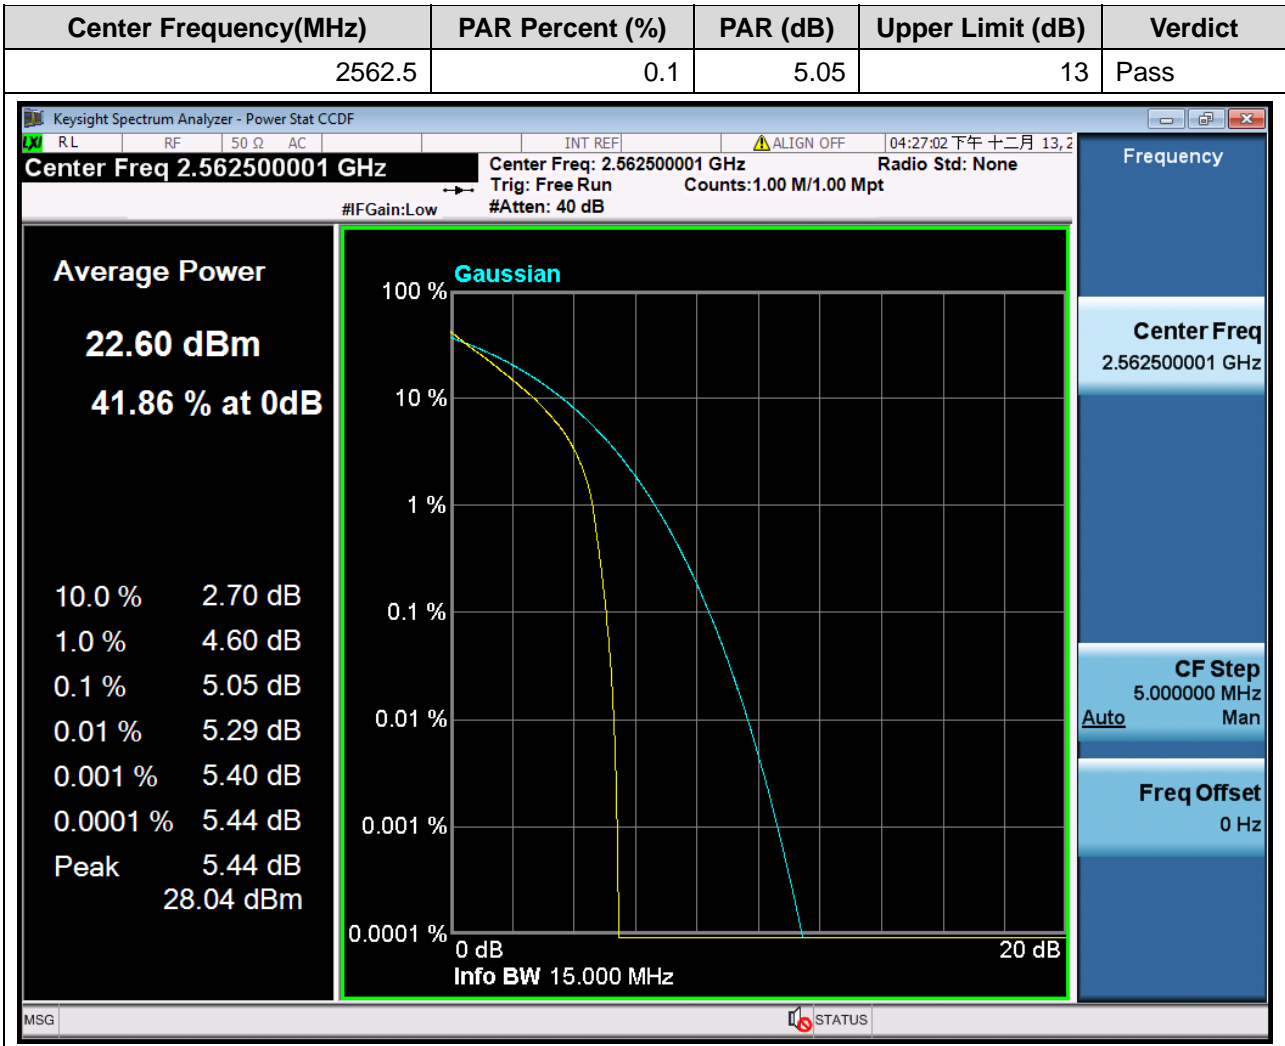 Center Frequency(MHz) PAR Percent (%) PAR (dB) Upper Limit (dB) Verdict
2562.5 0.1 5.05 13 Pass
Keysight Spectrum Analyzer - Power Stat CCDF
LXI RL RF 50 Ω AC INT REF ALIGN OFF 04:27:02 下午 十二月 13, 2
Center Freq 2.562500001 GHz
Center Freq: 2.562500001 GHz Radio Std: None
Trig: Free Run Counts:1.00 M/1.00 Mpt
#IFGain:Low #Atten: 40 dB
Average Power
22.60 dBm
41.86 % at 0dB
10.0 % 2.70 dB
1.0 % 4.60 dB
0.1 % 5.05 dB
0.01 % 5.29 dB
0.001 % 5.40 dB
0.0001 % 5.44 dB
Peak 5.44 dB
28.04 dBm
Gaussian
100 %
10 %
1 %
0.1 %
0.01 %
0.001 %
0.0001 %
0 dB 20 dB
Info BW 15.000 MHz
Frequency
Center Freq
2.562500001 GHz
CF Step
5.000000 MHz
Auto Man
Freq Offset
0 Hz
MSG STATUS